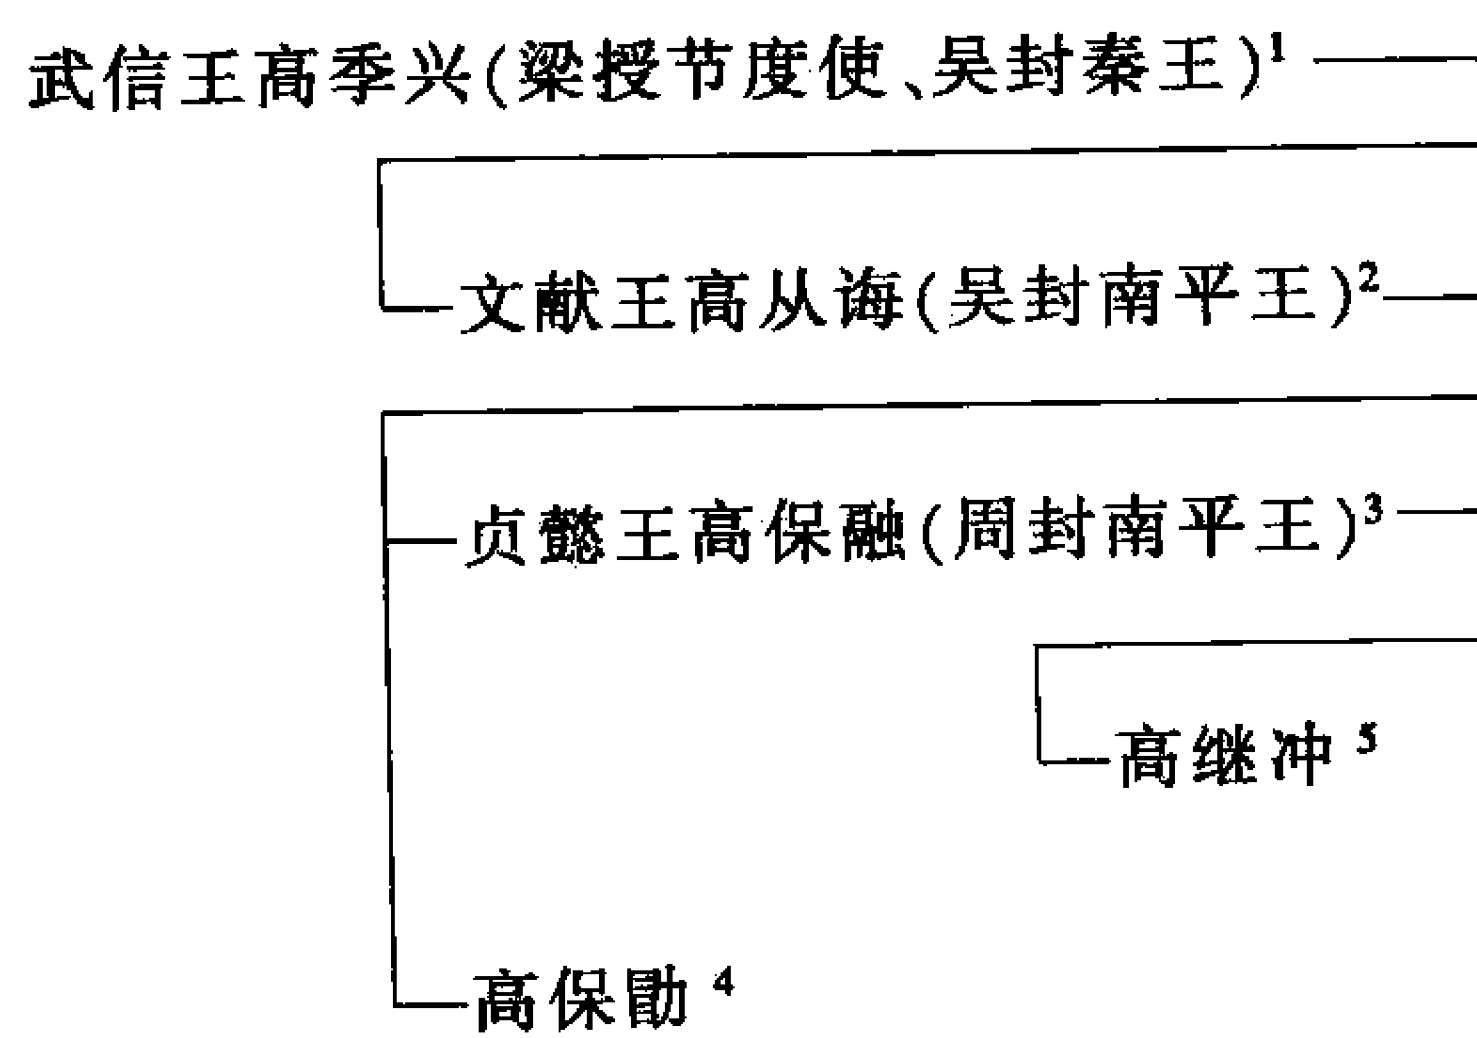 武信王高季兴(梁授节度使、吴封秦王)¹
文献王高从诲(吴封南平王)²
贞懿王高保融(周封南平王)³
高继冲⁵
高保勖⁴